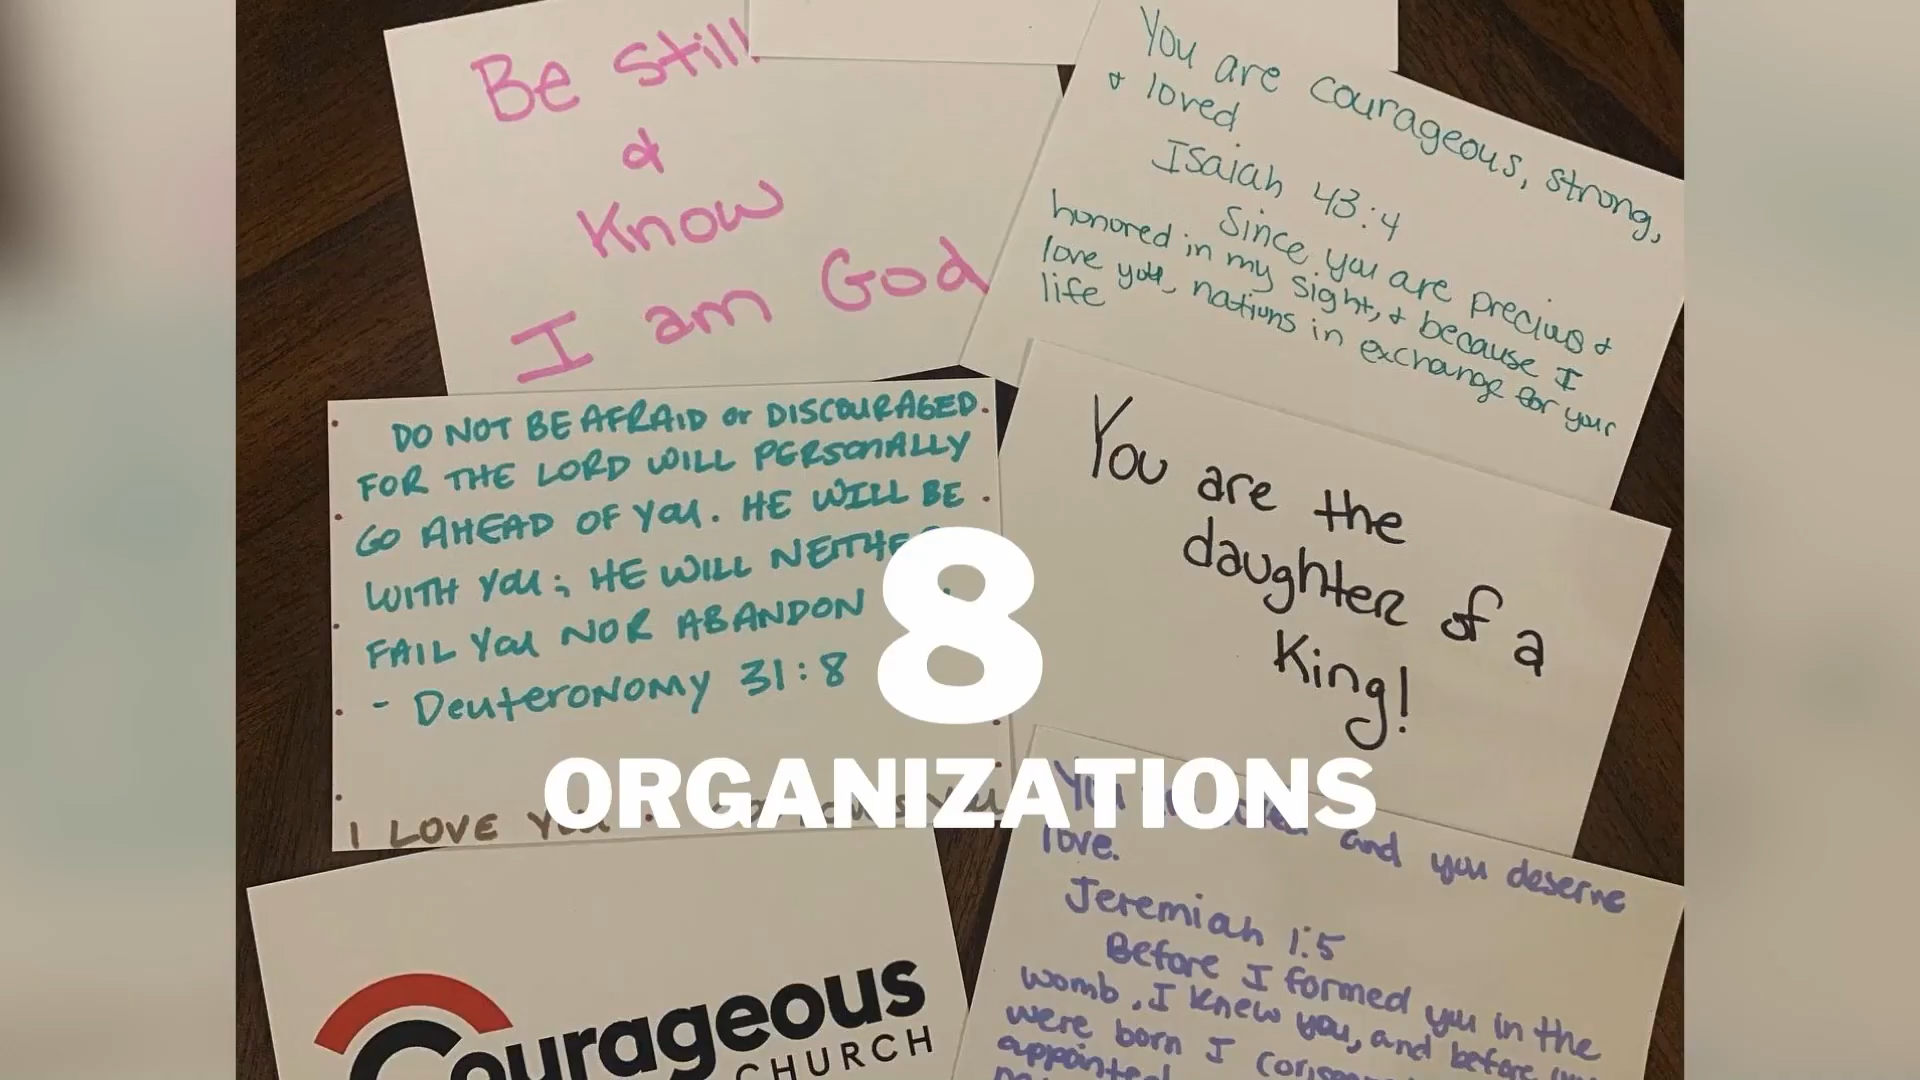 Be still
&
Know
I am God
You are courageous, strong,
& loved
Isaiah 43:4
Since you are precious &
honored in my sight, & because I
love you, nations in exchange for your
life
DO NOT BE AFRAID or DISCOURAGED.
FOR THE LORD WILL PERSONALLY
GO AHEAD OF YOU. HE WILL BE
WITH YOU; HE WILL
FAIL YOU NOR ABANDON
- Deuteronomy 31:8
I LOVE YOU
You are the
daughter of a
King!
8
ORGANIZATIONS
and you deserve
love.
Jeremiah 1:5
Before I formed you in the
womb, I knew you, and before
were born I
appointed
Courageous
CHURCH